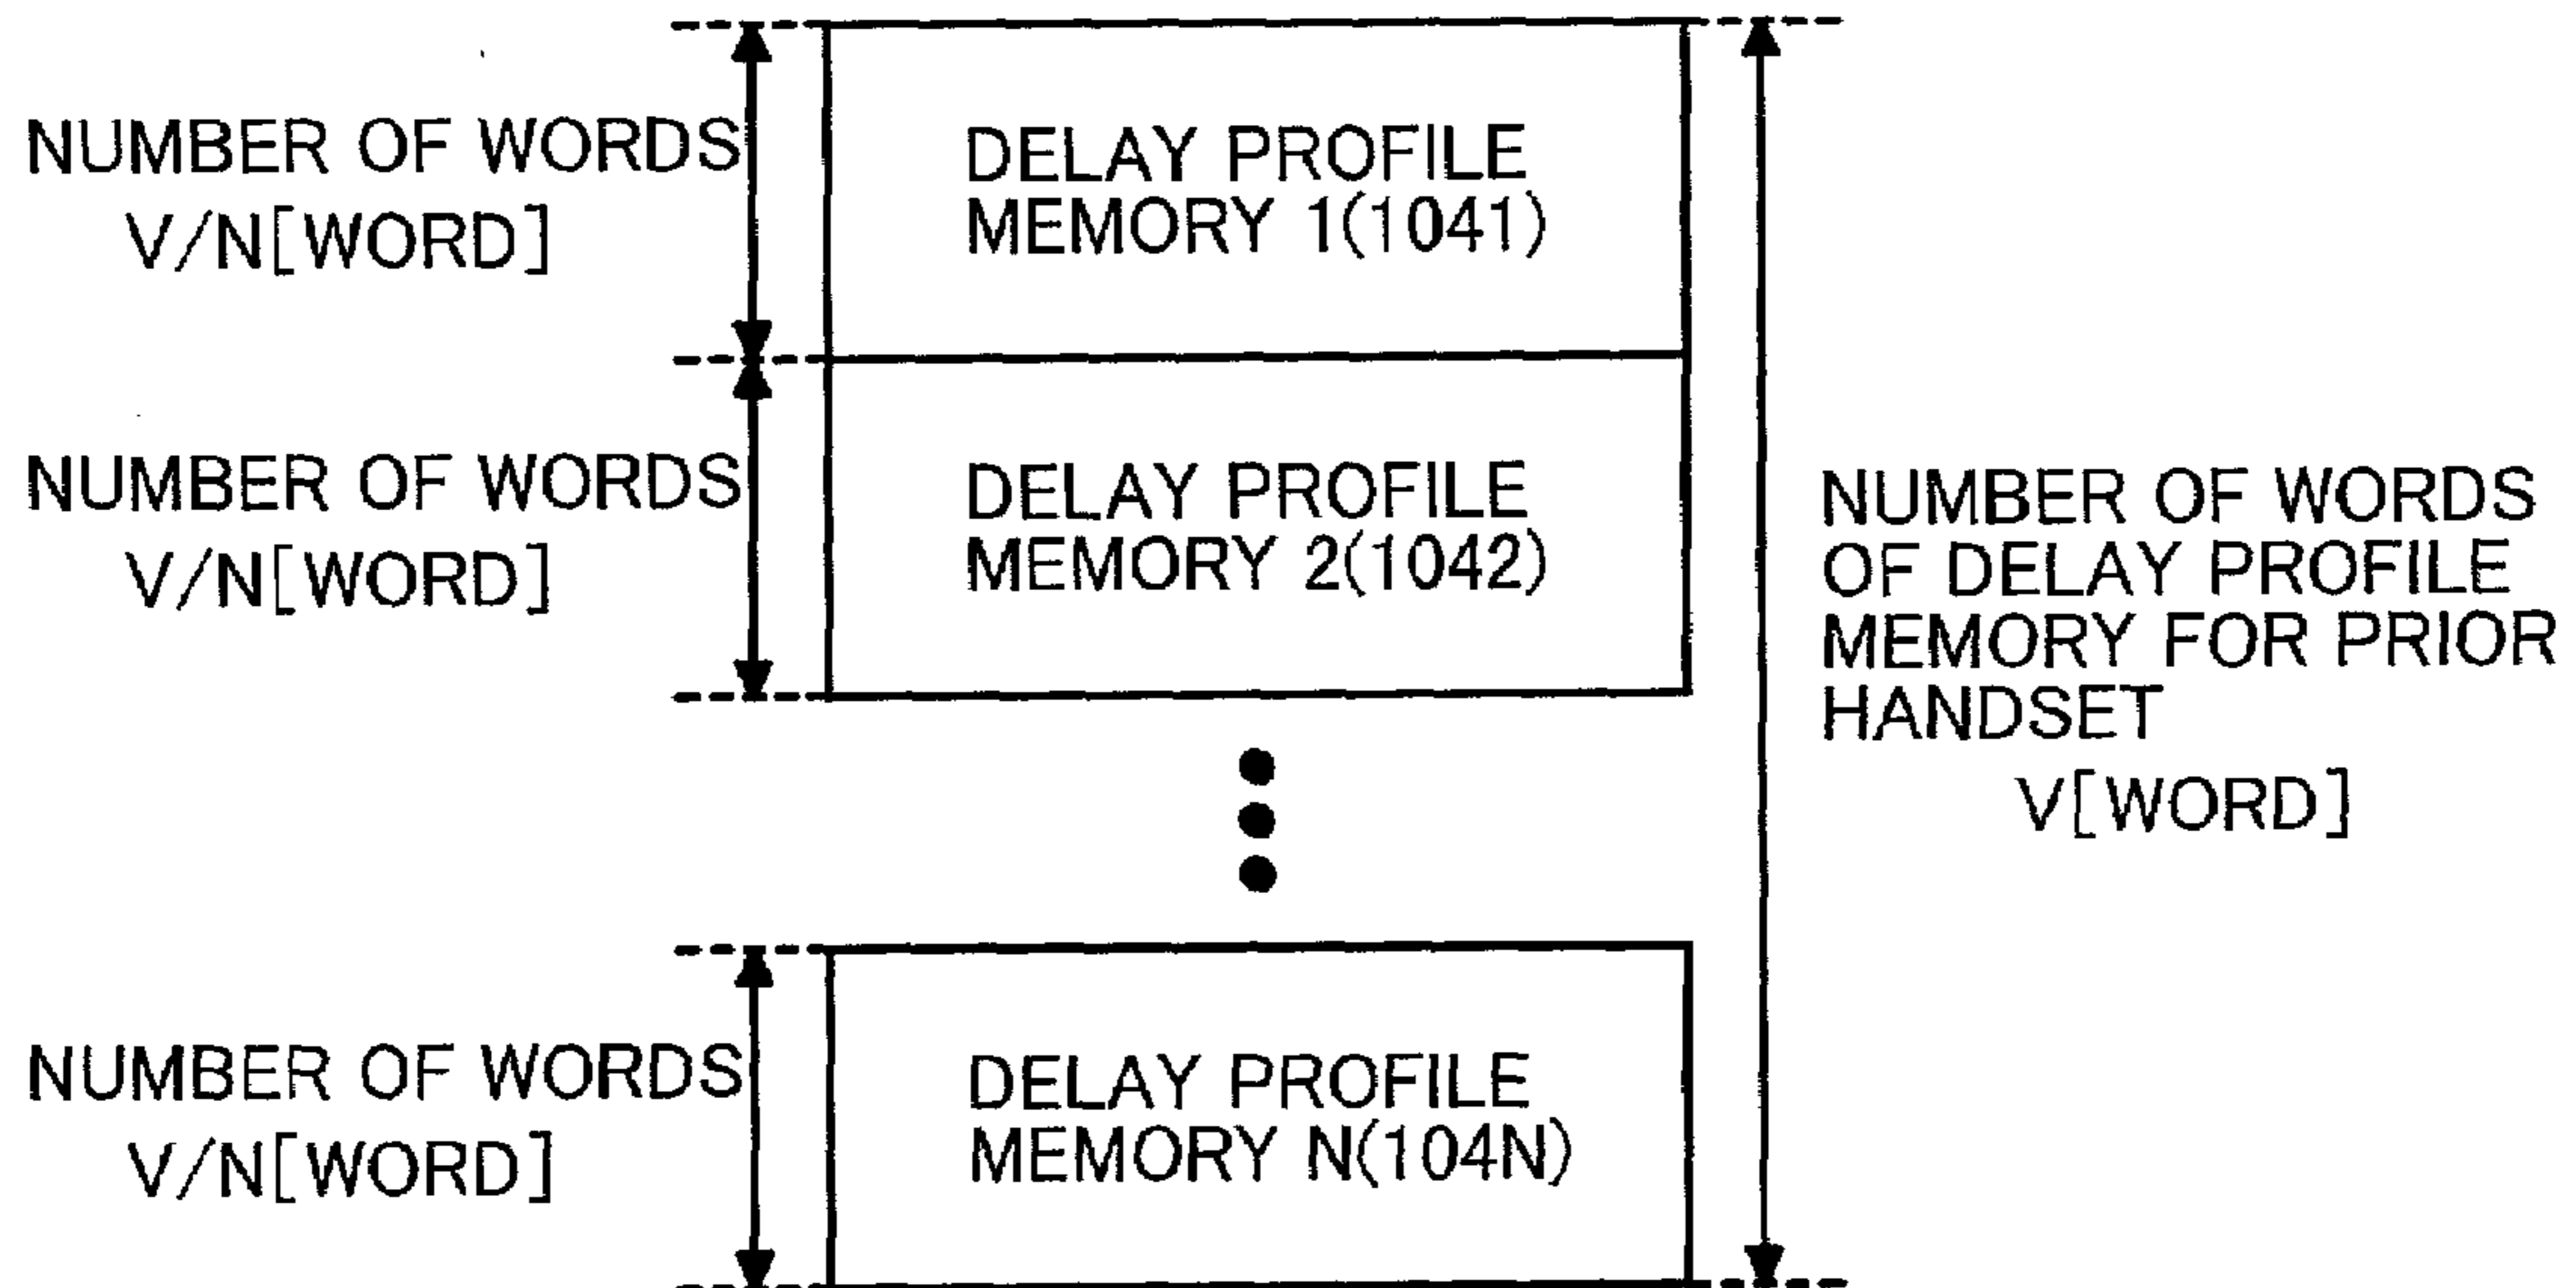 NUMBER OF WORDS
V/N[WORD]
DELAY PROFILE
MEMORY 1(1041)
NUMBER OF WORDS
V/N[WORD]
DELAY PROFILE
MEMORY 2(1042)
NUMBER OF WORDS
OF DELAY PROFILE
MEMORY FOR PRIOR
HANDSET
V[WORD]
NUMBER OF WORDS
V/N[WORD]
DELAY PROFILE
MEMORY N(104N)